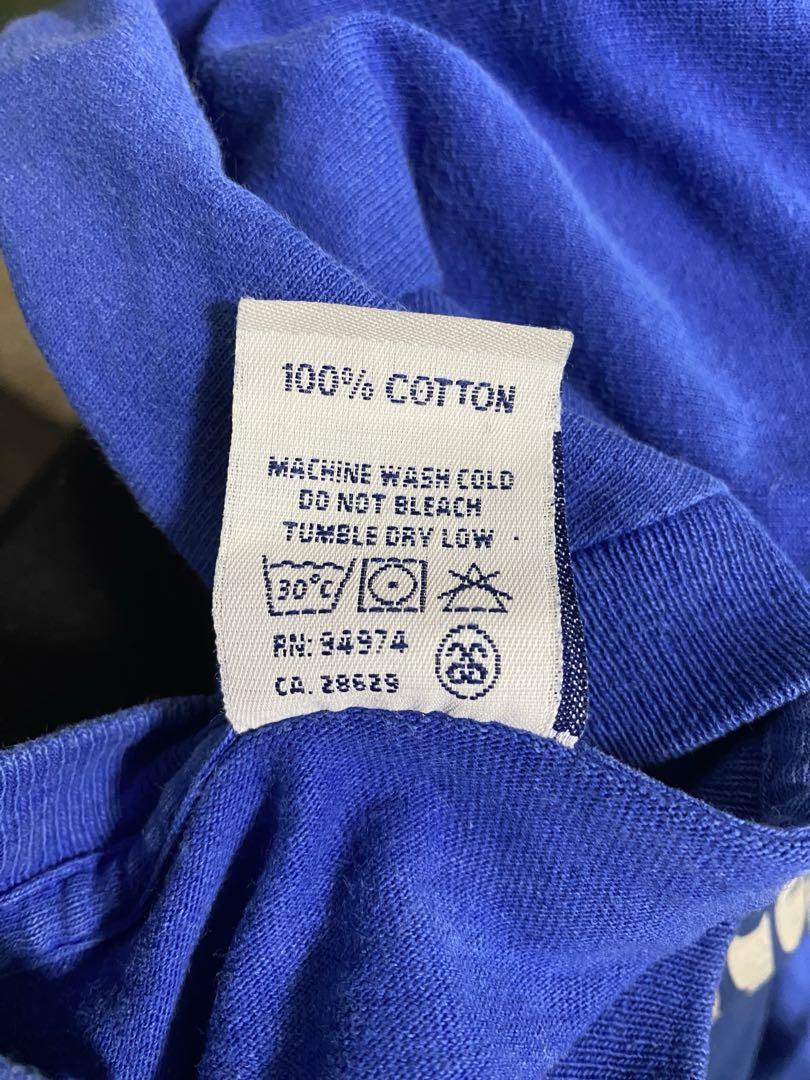 100% COTTON
MACHINE WASH COLD
DO NOT BLEACH
TUMBLE DRY LOW
30°C
RN: 94974
CA. 28629